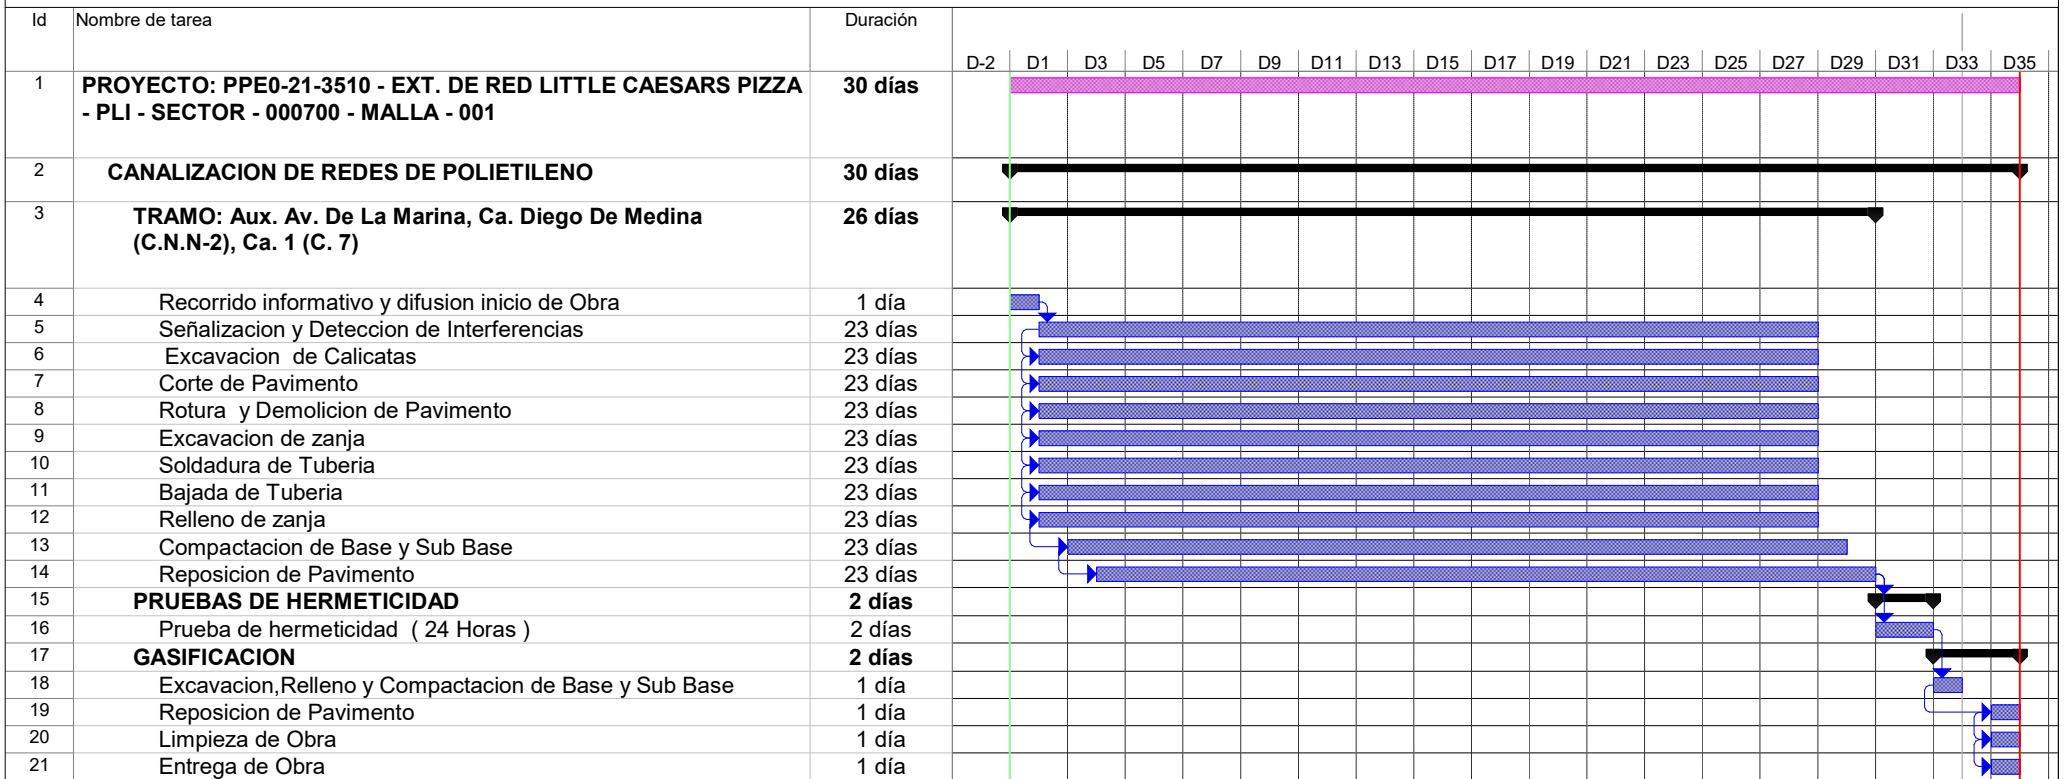 Id Nombre de tarea Duración
D-2 D1 D3 D5 D7 D9 D11 D13 D15 D17 D19 D21 D23 D25 D27 D29 D31 D33 D35
1 PROYECTO: PPE0-21-3510 - EXT. DE RED LITTLE CAESARS PIZZA 30 días
- PLI - SECTOR - 000700 - MALLA - 001
2 CANALIZACION DE REDES DE POLIETILENO 30 días
3 TRAMO: Aux. Av. De La Marina, Ca. Diego De Medina 26 días
(C.N.N-2), Ca. 1 (C. 7)
4 Recorrido informativo y difusion inicio de Obra 1 día
5 Señalizacion y Deteccion de Interferencias 23 días
6 Excavacion de Calicatas 23 días
7 Corte de Pavimento 23 días
8 Rotura y Demolicion de Pavimento 23 días
9 Excavacion de zanja 23 días
10 Soldadura de Tuberia 23 días
11 Bajada de Tuberia 23 días
12 Relleno de zanja 23 días
13 Compactacion de Base y Sub Base 23 días
14 Reposicion de Pavimento 23 días
15 PRUEBAS DE HERMETICIDAD 2 días
16 Prueba de hermeticidad ( 24 Horas ) 2 días
17 GASIFICACION 2 días
18 Excavacion,Relleno y Compactacion de Base y Sub Base 1 día
19 Reposicion de Pavimento 1 día
20 Limpieza de Obra 1 día
21 Entrega de Obra 1 día